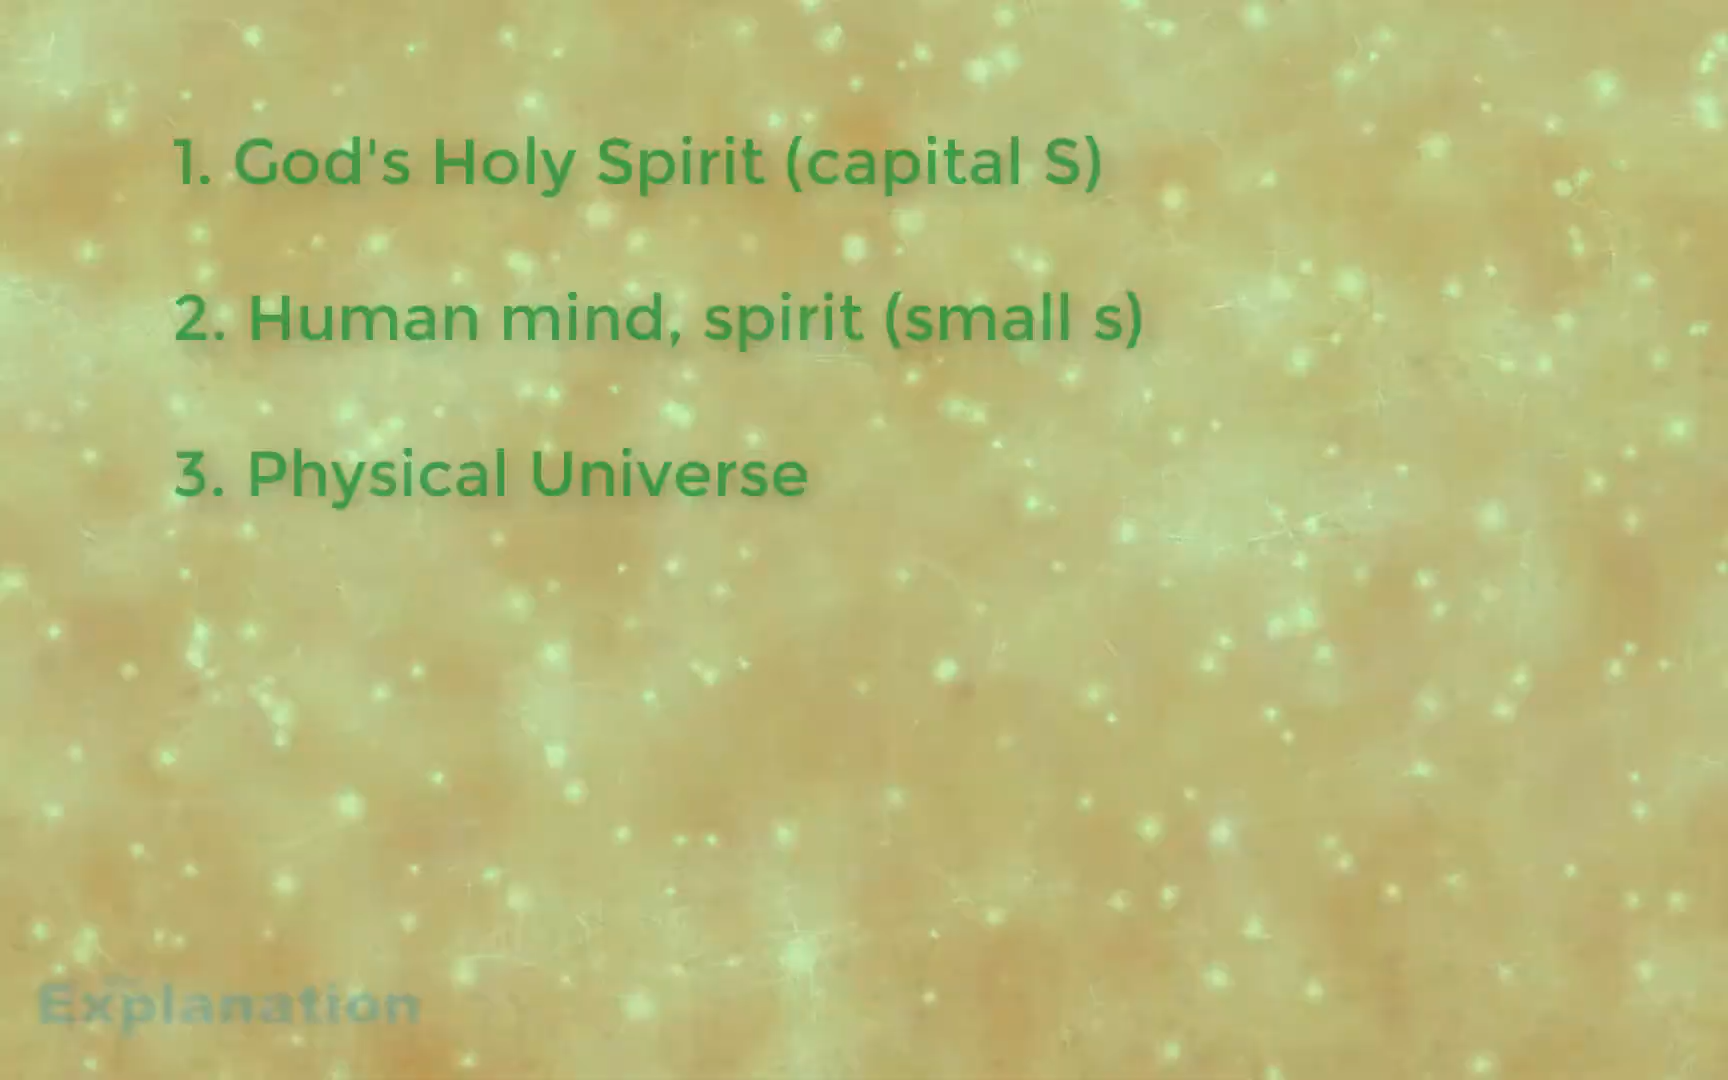 1. God's Holy Spirit (capital S)
2. Human mind, spirit (small s)
3. Physical Universe
Explanation